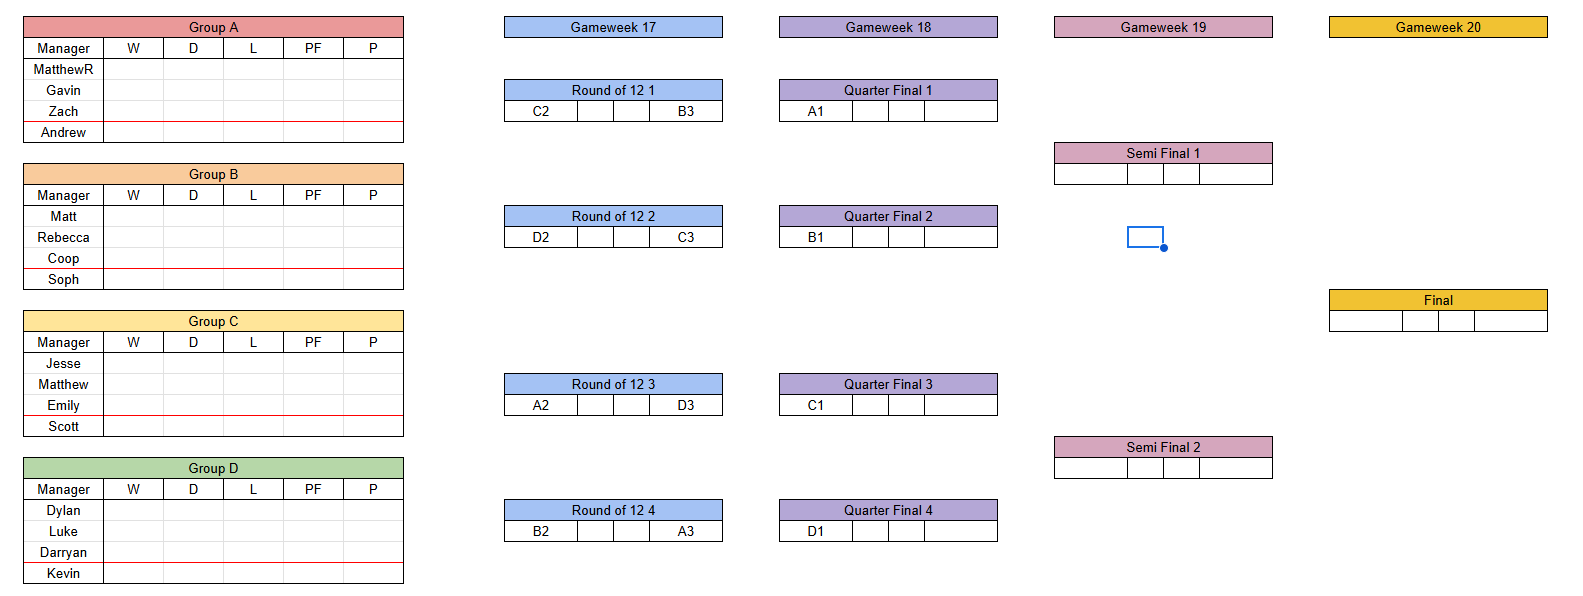 Group A
Manager W D L PF P
MatthewR
Gavin
Zach
Andrew
Group B
Manager W D L PF P
Matt
Rebecca
Coop
Soph
Group C
Manager W D L PF P
Jesse
Matthew
Emily
Scott
Group D
Manager W D L PF P
Dylan
Luke
Darryan
Kevin
Gameweek 17
Round of 12 1
C2 B3
Round of 12 2
D2 C3
Round of 12 3
A2 D3
Round of 12 4
B2 A3
Gameweek 18
Quarter Final 1
A1
Quarter Final 2
B1
Quarter Final 3
C1
Quarter Final 4
D1
Gameweek 19
Semi Final 1
Semi Final 2
Gameweek 20
Final